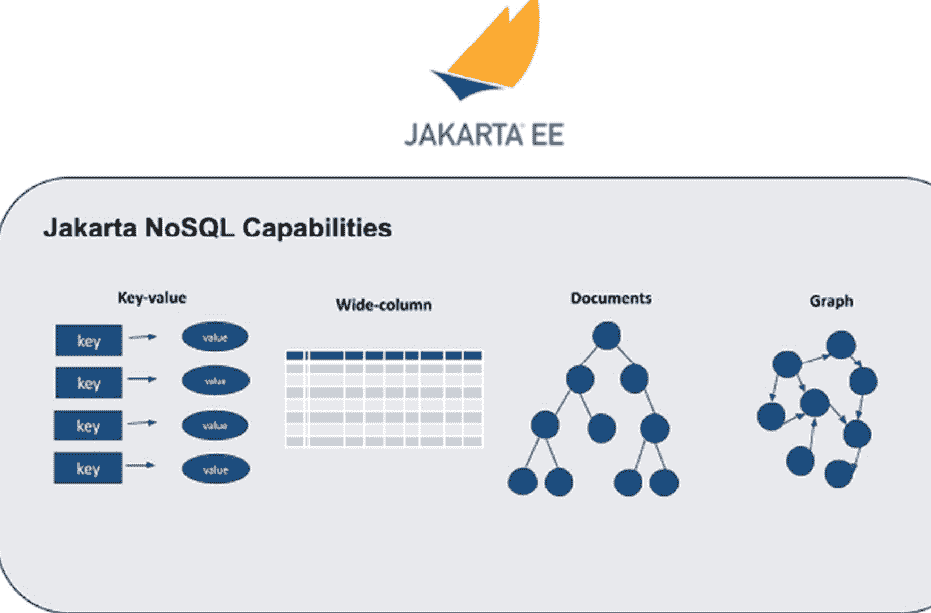 JAKARTA EE
Jakarta NoSQL Capabilities
Key-value
Wide-column
Documents
Graph
key
value
key
value
key
value
key
value